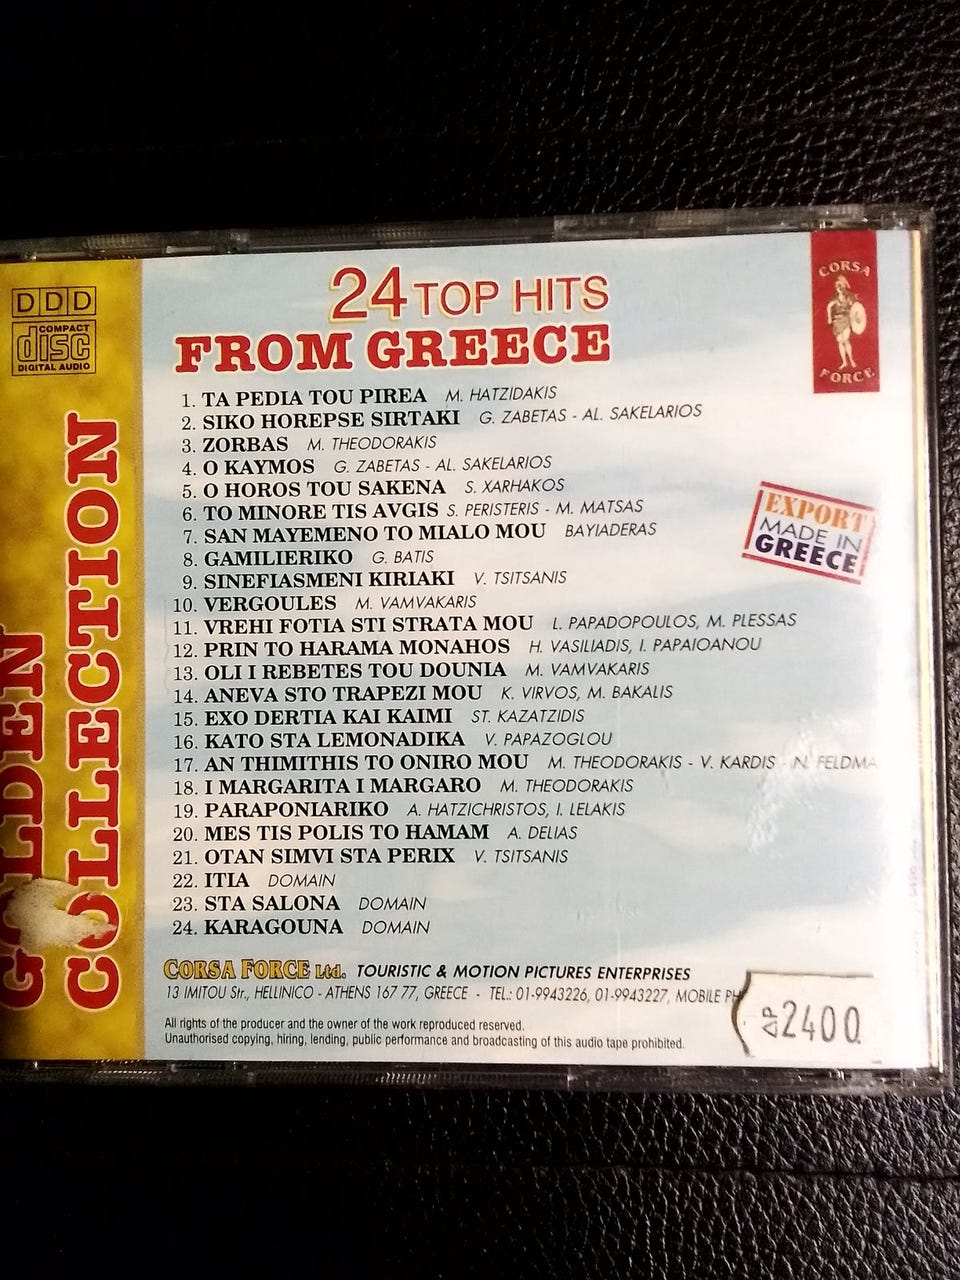 DDD
COMPACT
disc
DIGITAL AUDIO
GOLDEN
COLLECTION
24 TOP HITS
FROM GREECE
CORSA
FORCE
1. TA PEDIA TOU PIREA M. HATZIDAKIS
2. SIKO HOREPSE SIRTAKI G. ZABETAS - AL. SAKELARIOS
3. ZORBAS M. THEODORAKIS
4. O KAYMOS G. ZABETAS - AL. SAKELARIOS
5. O HOROS TOU SAKENA S. XARHAKOS
6. TO MINORE TIS AVGIS S. PERISTERIS - M. MATSAS
7. SAN MAYEMENO TO MIALO MOU BAYIADERAS
8. GAMILIERIKO G. BATIS
9. SINEFIASMENI KIRIAKI V. TSITSANIS
10. VERGOULES M. VAMVAKARIS
11. VREHI FOTIA STI STRATA MOU L. PAPADOPOULOS, M. PLESSAS
12. PRIN TO HARAMA MONAHOS H. VASILIADIS, I. PAPAIOANOU
13. OLI I REBETES TOU DOUNIA M. VAMVAKARIS
14. ANEVA STO TRAPEZI MOU K. VIRVOS, M. BAKALIS
15. EXO DERTIA KAI KAIMI ST. KAZATZIDIS
16. KATO STA LEMONADIKA V. PAPAZOGLOU
17. AN THIMITHIS TO ONIRO MOU M. THEODORAKIS - V. KARDIS - N. FELDMA
18. I MARGARITA I MARGARO M. THEODORAKIS
19. PARAPONIARIKO A. HATZICHRISTOS, I. LELAKIS
20. MES TIS POLIS TO HAMAM A. DELIAS
21. OTAN SIMVI STA PERIX V. TSITSANIS
22. ITIA DOMAIN
23. STA SALONA DOMAIN
24. KARAGOUNA DOMAIN
EXPORT
MADE IN
GREECE
CORSA FORCE Ltd. TOURISTIC & MOTION PICTURES ENTERPRISES
13 IMITOU Str., HELLINICO - ATHENS 167 77, GREECE - TEL.: 01-9943226, 01-9943227, MOBILE PH
All rights of the producer and the owner of the work reproduced reserved.
Unauthorised copying, hiring, lending, public performance and broadcasting of this audio tape prohibited.
ΔΡ 2400